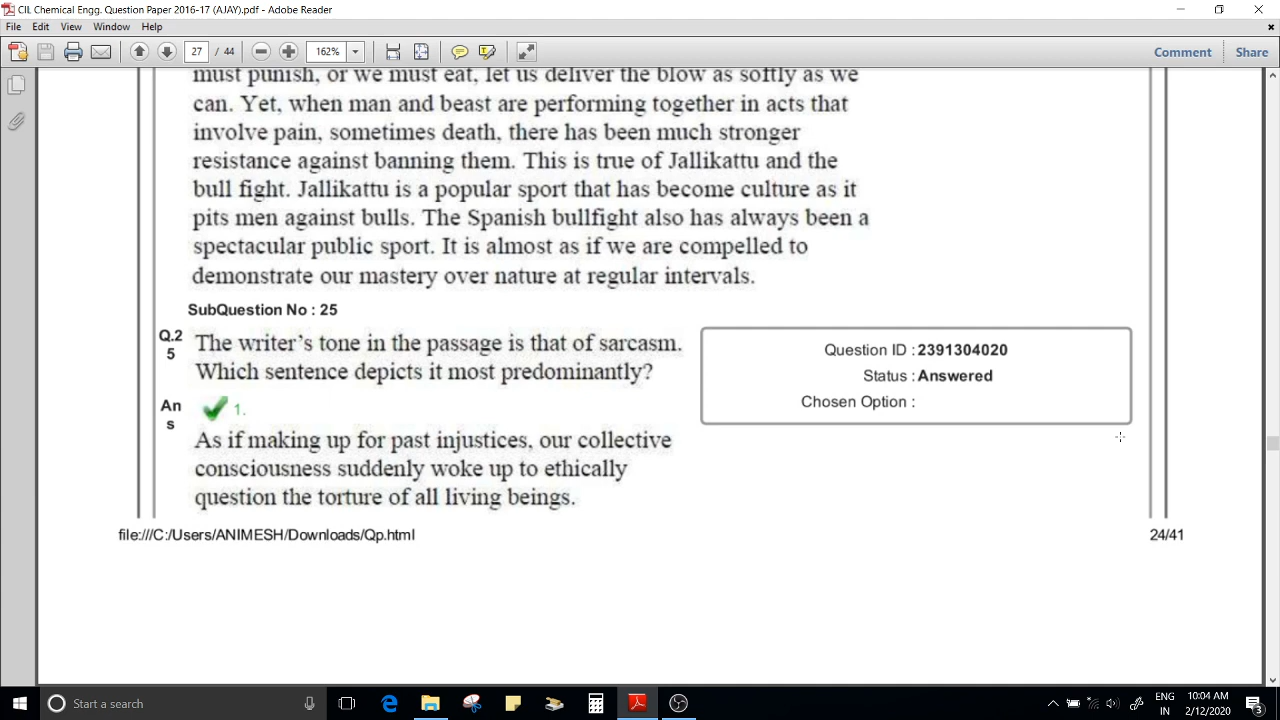 CIL Chemical Engg. Question Paper 2016-17 (AJAY).pdf - Adobe Reader
File Edit View Window Help
27 / 44 162% Comment Share
must punish, or we must eat, let us deliver the blow as softly as we
can. Yet, when man and beast are performing together in acts that
involve pain, sometimes death, there has been much stronger
resistance against banning them. This is true of Jallikattu and the
bull fight. Jallikattu is a popular sport that has become culture as it
pits men against bulls. The Spanish bullfight also has always been a
spectacular public sport. It is almost as if we are compelled to
demonstrate our mastery over nature at regular intervals.
SubQuestion No : 25
Q.2
5
The writer's tone in the passage is that of sarcasm.
Which sentence depicts it most predominantly?
Question ID : 2391304020
Status : Answered
Chosen Option :
An
s
1.
As if making up for past injustices, our collective
consciousness suddenly woke up to ethically
question the torture of all living beings.
file:///C:/Users/ANIMESH/Downloads/Qp.html 24/41
Start a search
ENG
IN
10:04 AM
2/12/2020
3